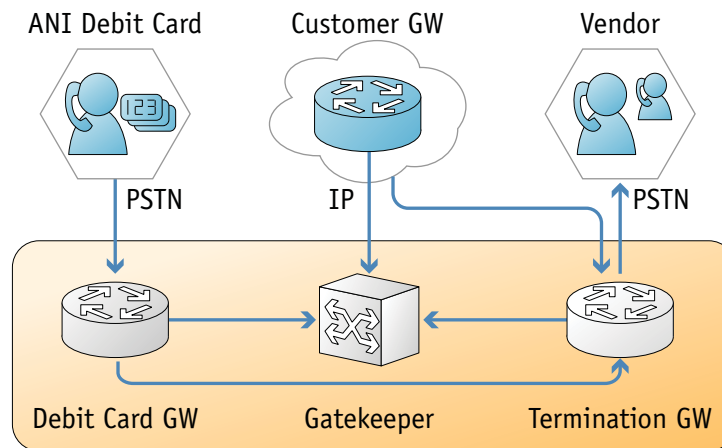 ANI Debit Card
Customer GW
Vendor
123
PSTN
IP
PSTN
Debit Card GW
Gatekeeper
Termination GW